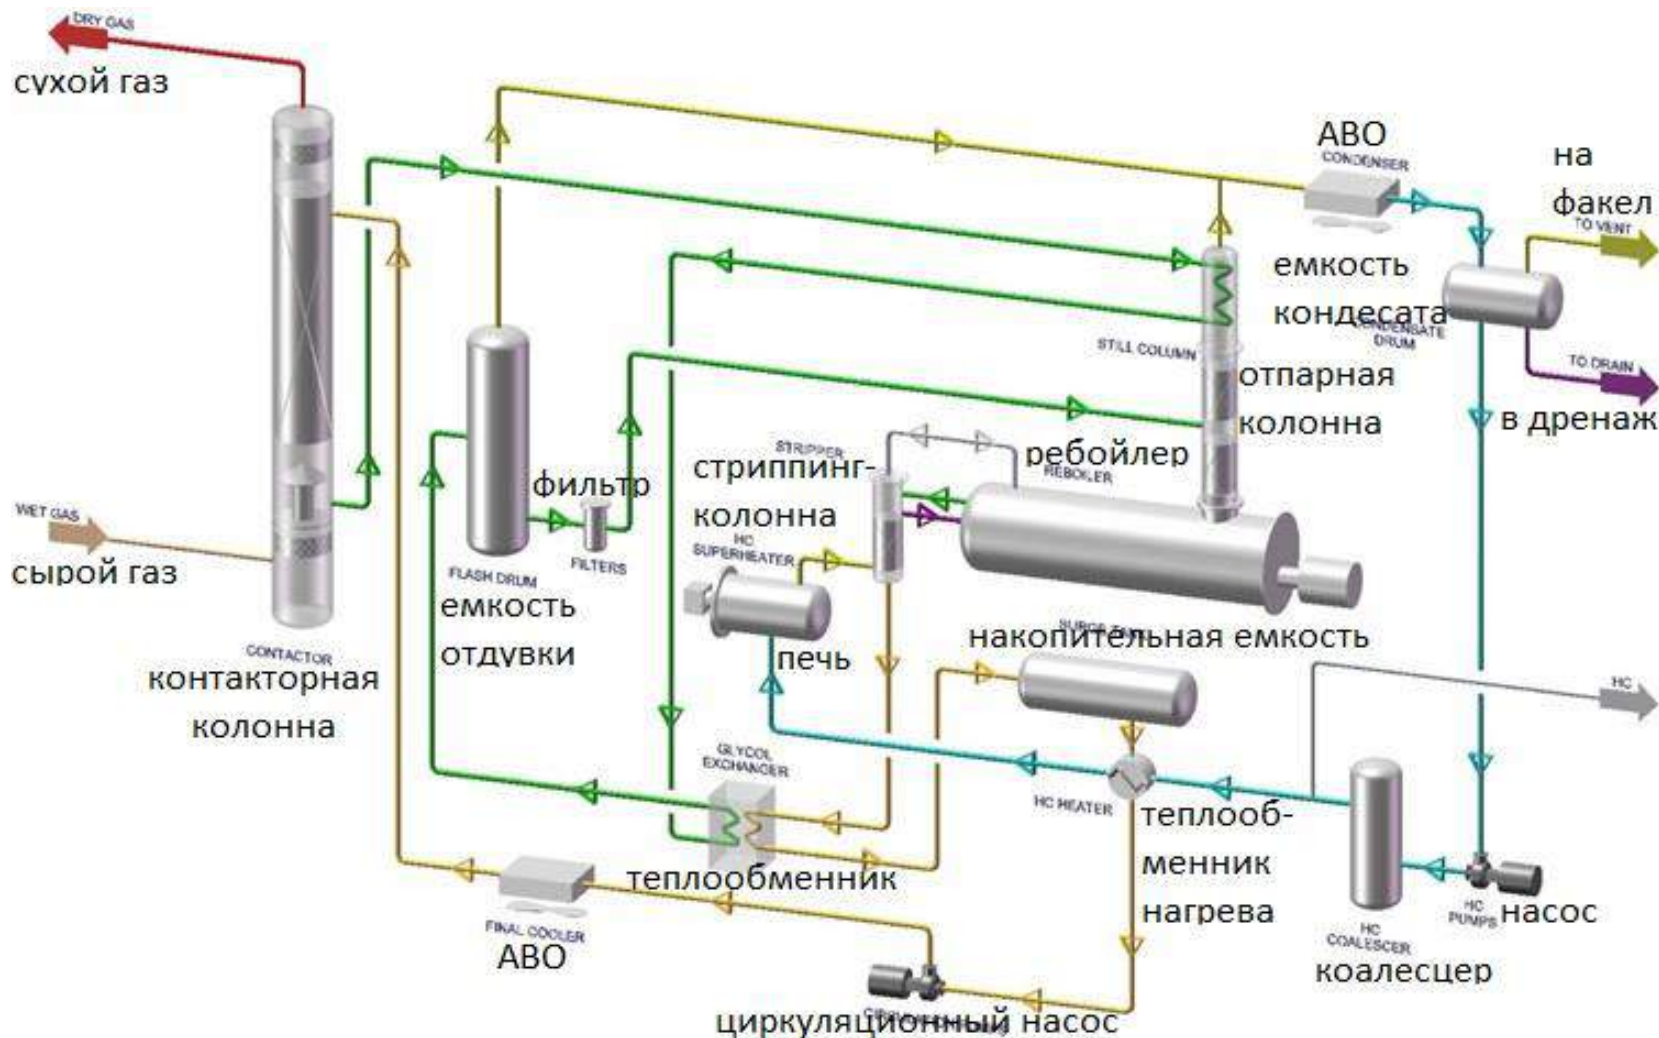 DRY GAS
сухой газ
АВО
CONDENSER
на
факел
TO VENT
емкость
кондесата
CONDENSATE
DRUM
STILL COLUMN
TO DRAIN
отпарная
колонна
в дренаж
STRIPPER
стриппинг-
колонна
ребойлер
REBOILER
фильтр
FILTERS
WET GAS
сырой газ
HC
SUPERHEATER
FLASH DRUM
емкость
отдувки
накопительная емкость
печь
CONTACTOR
контакторная
колонна
HC
GLYCOL
EXCHANGER
HC HEATER
теплооб-
менник
нагрева
теплообменник
FINAL COOLER
АВО
HC
PUMPS
насос
HC
COALESCER
коалесцер
циркуляционный насос